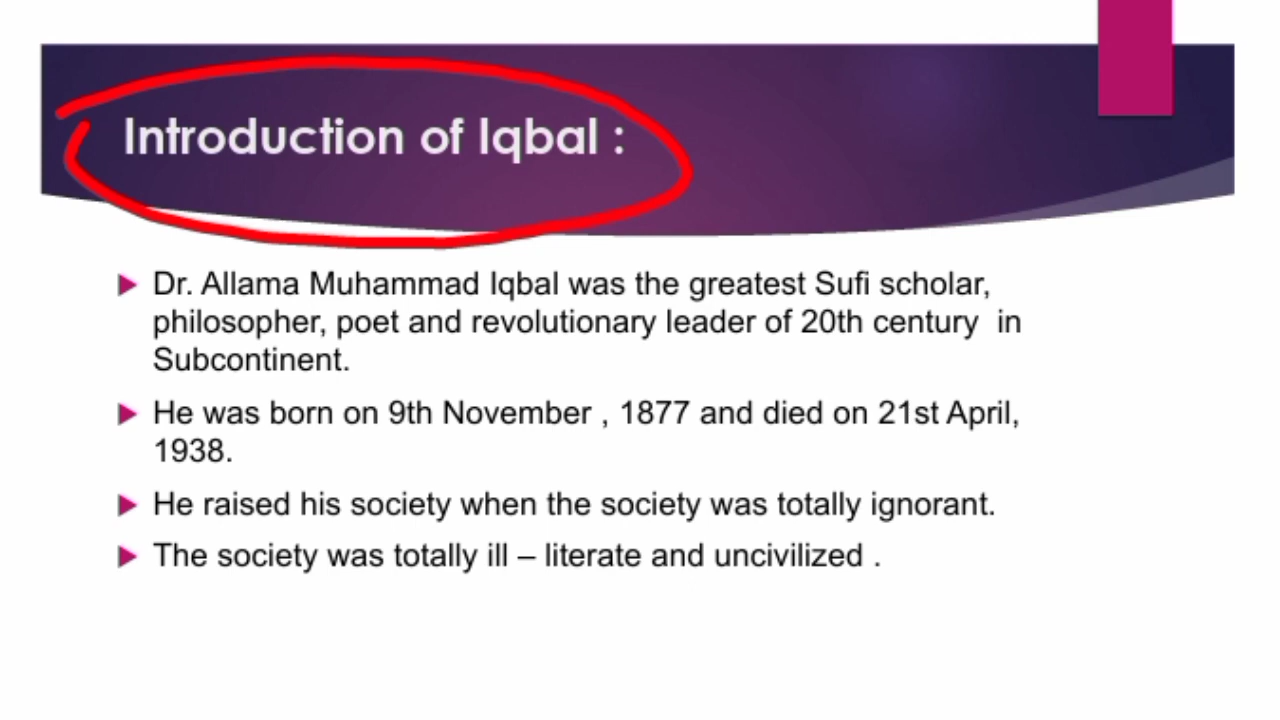 Introduction of Iqbal :
Dr. Allama Muhammad Iqbal was the greatest Sufi scholar,
philosopher, poet and revolutionary leader of 20th century  in
Subcontinent.
He was born on 9th November , 1877 and died on 21st April,
1938.
He raised his society when the society was totally ignorant.
The society was totally ill – literate and uncivilized .